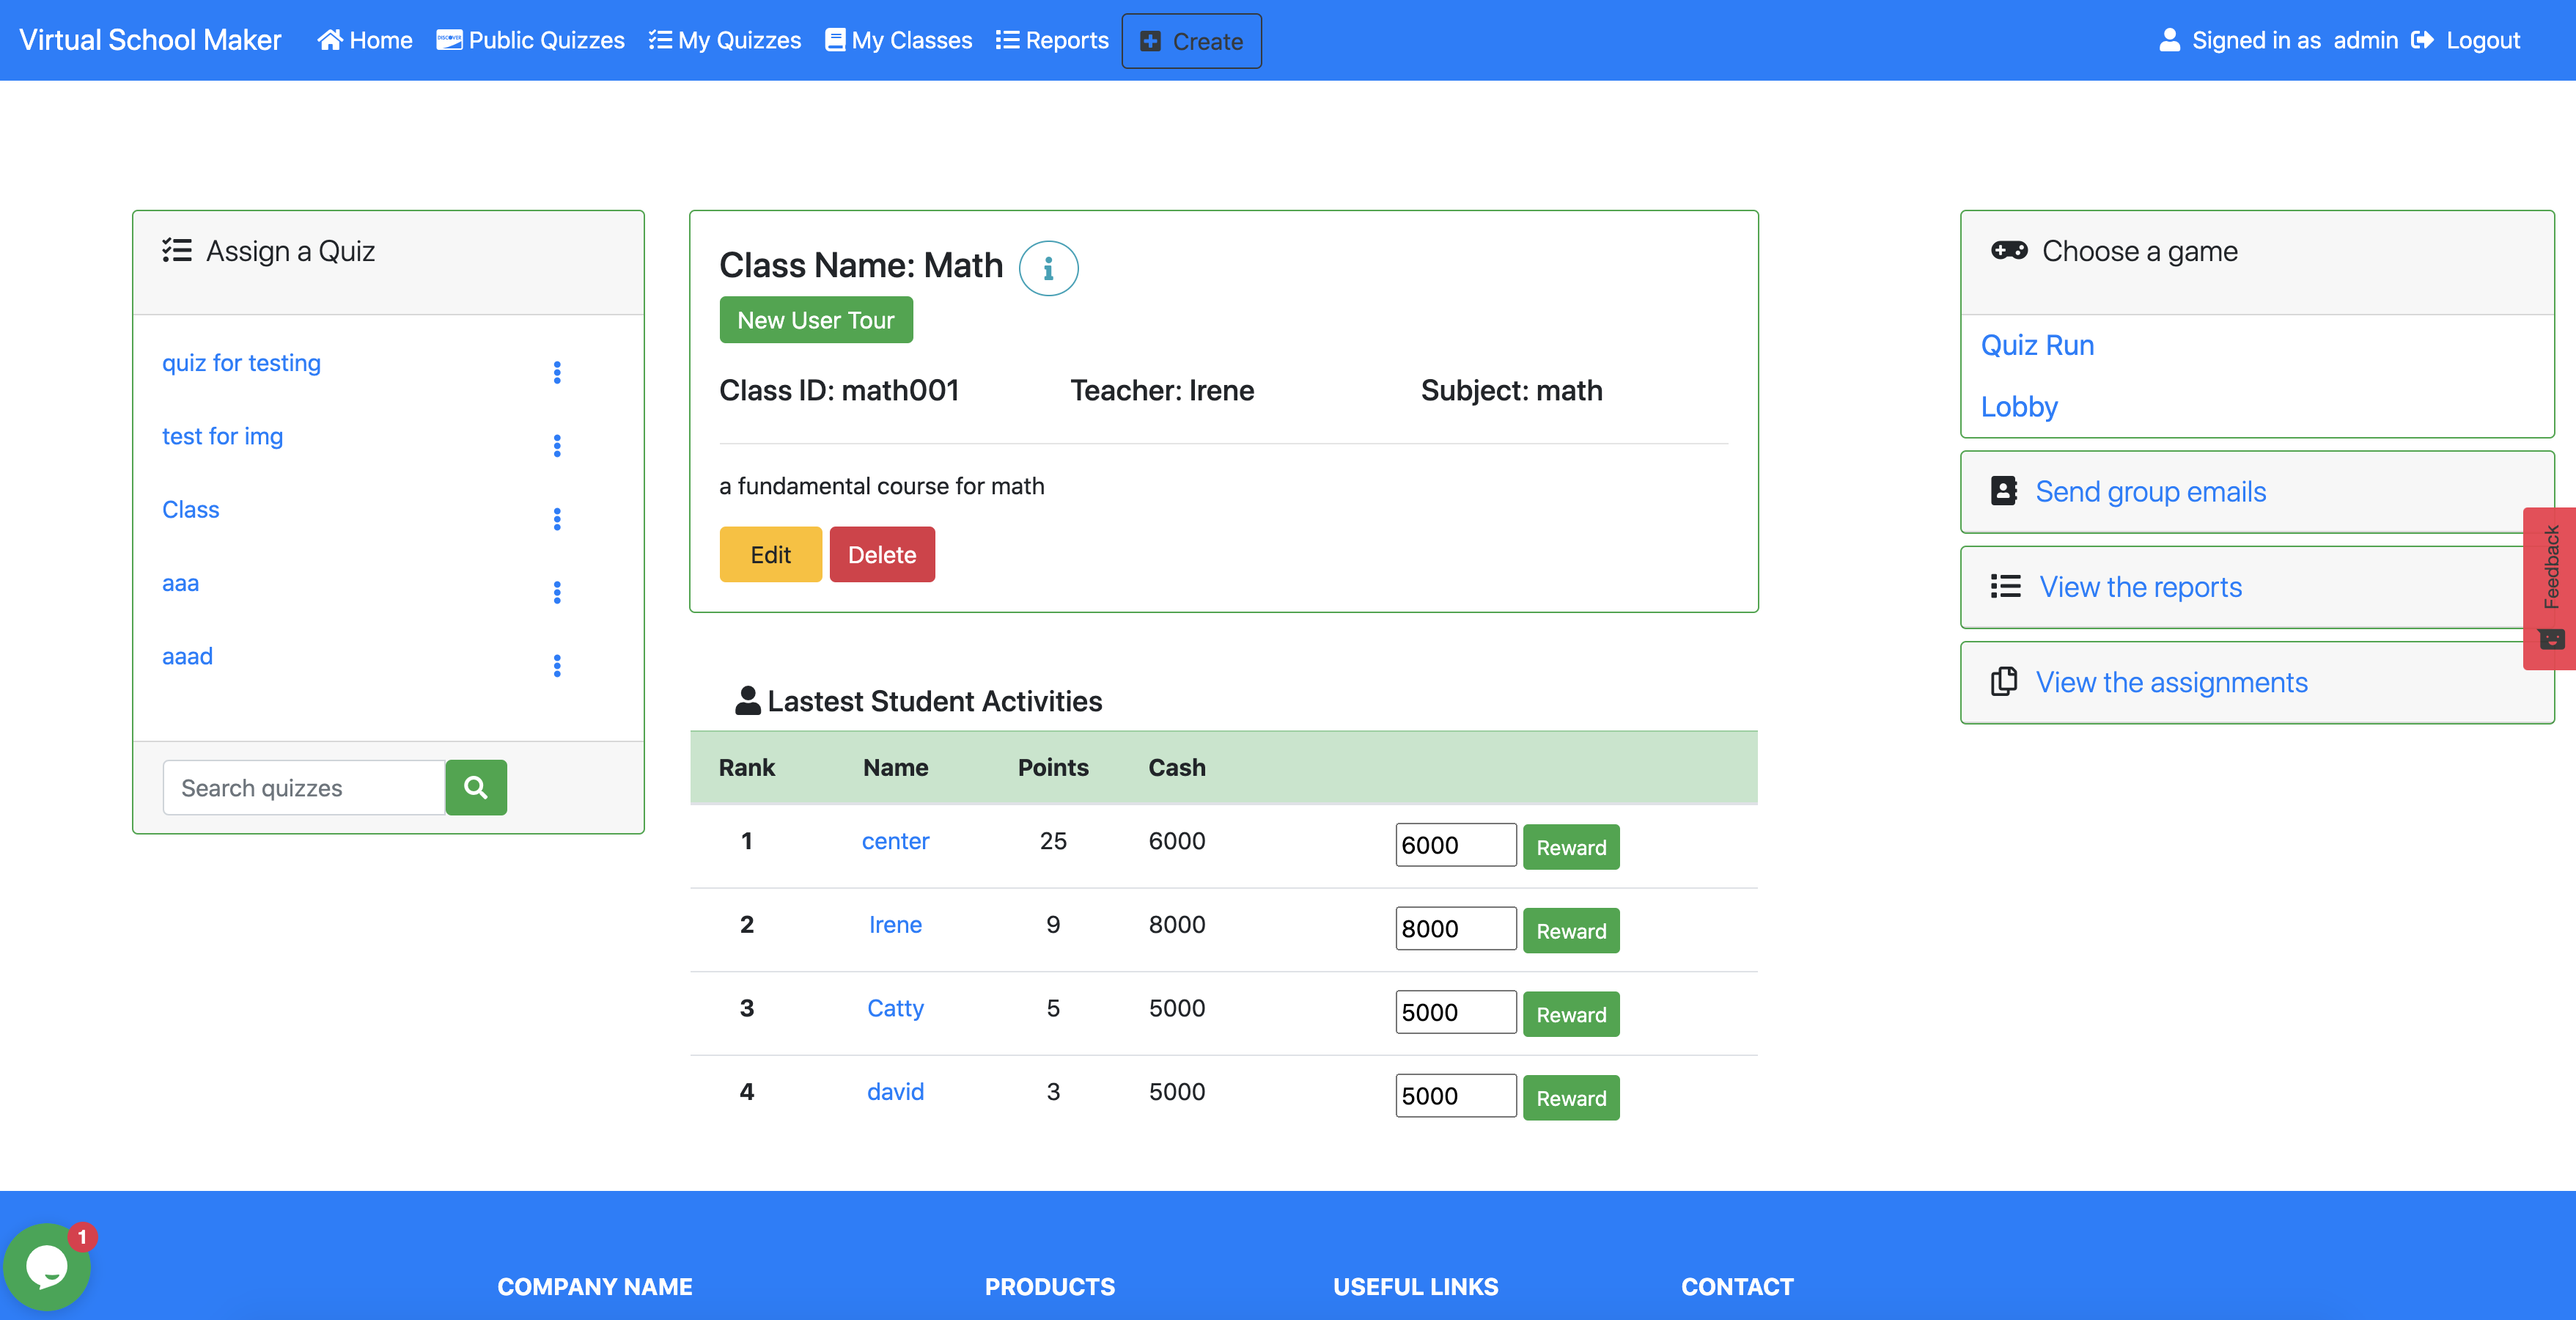 Virtual School Maker Home DISCOVER Public Quizzes My Quizzes My Classes Reports Create Signed in as admin Logout
Assign a Quiz
quiz for testing
test for img
Class
aaa
aaad
Search quizzes
Class Name: Math
New User Tour
Class ID: math001 Teacher: Irene Subject: math
a fundamental course for math
Edit Delete
Lastest Student Activities
Rank Name Points Cash
1 center 25 6000 6000 Reward
2 Irene 9 8000 8000 Reward
3 Catty 5 5000 5000 Reward
4 david 3 5000 5000 Reward
Choose a game
Quiz Run
Lobby
Send group emails
View the reports
View the assignments
Feedback
1
COMPANY NAME PRODUCTS USEFUL LINKS CONTACT